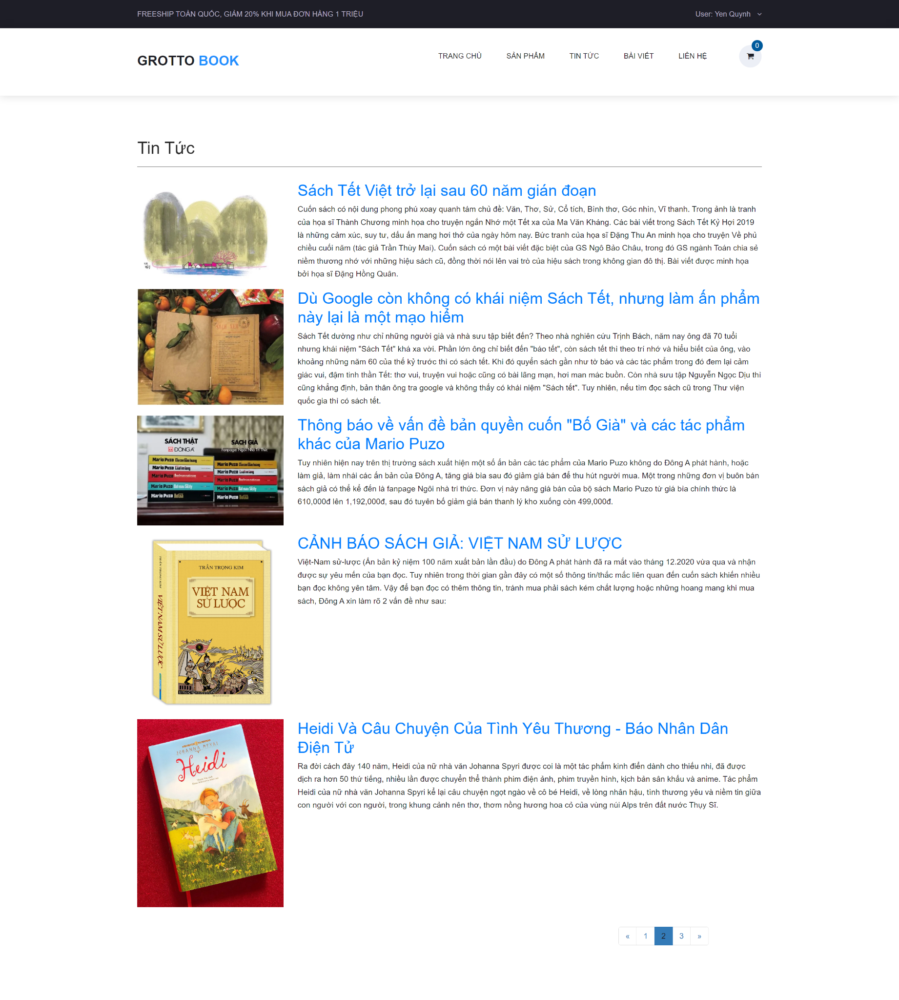 FREESHIP TOÀN QUỐC, GIẢM 20% KHI MUA ĐƠN HÀNG 1 TRIỆU
User: Yen Quynh
GROTTO BOOK
TRANG CHỦ
SẢN PHẨM
TIN TỨC
BÀI VIẾT
LIÊN HỆ
0
Tin Tức
Sách Tết Việt trở lại sau 60 năm gián đoạn
Cuốn sách có nội dung phong phú xoay quanh tám chủ đề: Văn, Thơ, Sử, Cổ tích, Bình thơ, Góc nhìn, Vĩ thanh. Trong ảnh là tranh
của họa sĩ Thành Chương minh họa cho truyện ngắn Nhớ một Tết xa của Ma Văn Kháng. Các bài viết trong Sách Tết Kỷ Hợi 2019
là những cảm xúc, suy tư, dấu ấn mang hơi thở của ngày hôm nay. Bức tranh của họa sĩ Đặng Thu An minh họa cho truyện Về phủ
chiều cuối năm (tác giả Trần Thùy Mai). Cuốn sách có một bài viết đặc biệt của GS Ngô Bảo Châu, trong đó GS ngành Toán chia sẻ
niềm thương nhớ với những hiệu sách cũ, đồng thời nói lên vai trò của hiệu sách trong không gian đô thị. Bài viết được minh họa
bởi họa sĩ Đặng Hồng Quân.
SÁCH TẾT
Dù Google còn không có khái niệm Sách Tết, nhưng làm ấn phẩm
này lại là một mạo hiểm
Sách Tết dường như chỉ những người già và nhà sưu tập biết đến? Theo nhà nghiên cứu Trịnh Bách, năm nay ông đã 70 tuổi
nhưng khái niệm "Sách Tết" khá xa vời. Phần lớn ông chỉ biết đến "báo tết", còn sách tết thì theo trí nhớ và hiểu biết của ông, vào
khoảng những năm 60 của thế kỷ trước thì có sách tết. Khi đó quyển sách gần như tờ báo và các tác phẩm trong đó đem lại cảm
giác vui, đậm tinh thần Tết: thơ vui, truyện vui hoặc cũng có bài lãng mạn, hơi man mác buồn. Còn nhà sưu tập Nguyễn Ngọc Dịu thì
cũng khẳng định, bản thân ông tra google và không thấy có khái niệm "Sách tết". Tuy nhiên, nếu tìm đọc sách cũ trong Thư viện
quốc gia thì có sách tết.
SÁCH THẬT
ĐÔNG A
SÁCH GIẢ
Fanpage: Ngôi Nhà Tri Thức
Mario Puzo
Mario Puzo
Mario Puzo
Mario Puzo
Mario Puzo Bố Già
Mario Puzo
Mario Puzo
Mario Puzo
Mario Puzo
Mario Puzo Bố Già
Thông báo về vấn đề bản quyền cuốn "Bố Già" và các tác phẩm
khác của Mario Puzo
Tuy nhiên hiện nay trên thị trường sách xuất hiện một số ấn bản các tác phẩm của Mario Puzo không do Đông A phát hành, hoặc
làm giả, làm nhái các ấn bản của Đông A, tăng giá bìa sau đó giảm giá bán để thu hút người mua. Một trong những đơn vị buôn bán
sách giả có thể kể đến là fanpage Ngôi nhà tri thức. Đơn vị này nâng giá bán của bộ sách Mario Puzo từ giá bìa chính thức là
610,000đ lên 1,192,000đ, sau đó tuyên bố giảm giá bán thanh lý kho xuống còn 499,000đ.
TRẦN TRỌNG KIM
VIỆT NAM
SỬ LƯỢC
TRẦN TRỌNG KIM
VIỆT NAM SỬ LƯỢC
CẢNH BÁO SÁCH GIẢ: VIỆT NAM SỬ LƯỢC
Việt-Nam sử-lược (Ấn bản kỷ niệm 100 năm xuất bản lần đầu) do Đông A phát hành đã ra mắt vào tháng 12.2020 vừa qua và nhận
được sự yêu mến của bạn đọc. Tuy nhiên trong thời gian gần đây có một số thông tin/thắc mắc liên quan đến cuốn sách khiến nhiều
bạn đọc không yên tâm. Vậy để bạn đọc có thêm thông tin, tránh mua phải sách kém chất lượng hoặc những hoang mang khi mua
sách, Đông A xin làm rõ 2 vấn đề như sau:
JOHANNA SPYRI
Heidi
Heidi Và Câu Chuyện Của Tình Yêu Thương - Báo Nhân Dân
Điện Tử
Ra đời cách đây 140 năm, Heidi của nữ nhà văn Johanna Spyri được coi là một tác phẩm kinh điển dành cho thiếu nhi, đã được
dịch ra hơn 50 thứ tiếng, nhiều lần được chuyển thể thành phim điện ảnh, phim truyền hình, kịch bản sân khấu và anime. Tác phẩm
Heidi của nữ nhà văn Johanna Spyri kể lại câu chuyện ngọt ngào về cô bé Heidi, về lòng nhân hậu, tình thương yêu và niềm tin giữa
con người với con người, trong khung cảnh nên thơ, thơm nồng hương hoa cỏ của vùng núi Alps trên đất nước Thụy Sĩ.
« 1 2 3 »